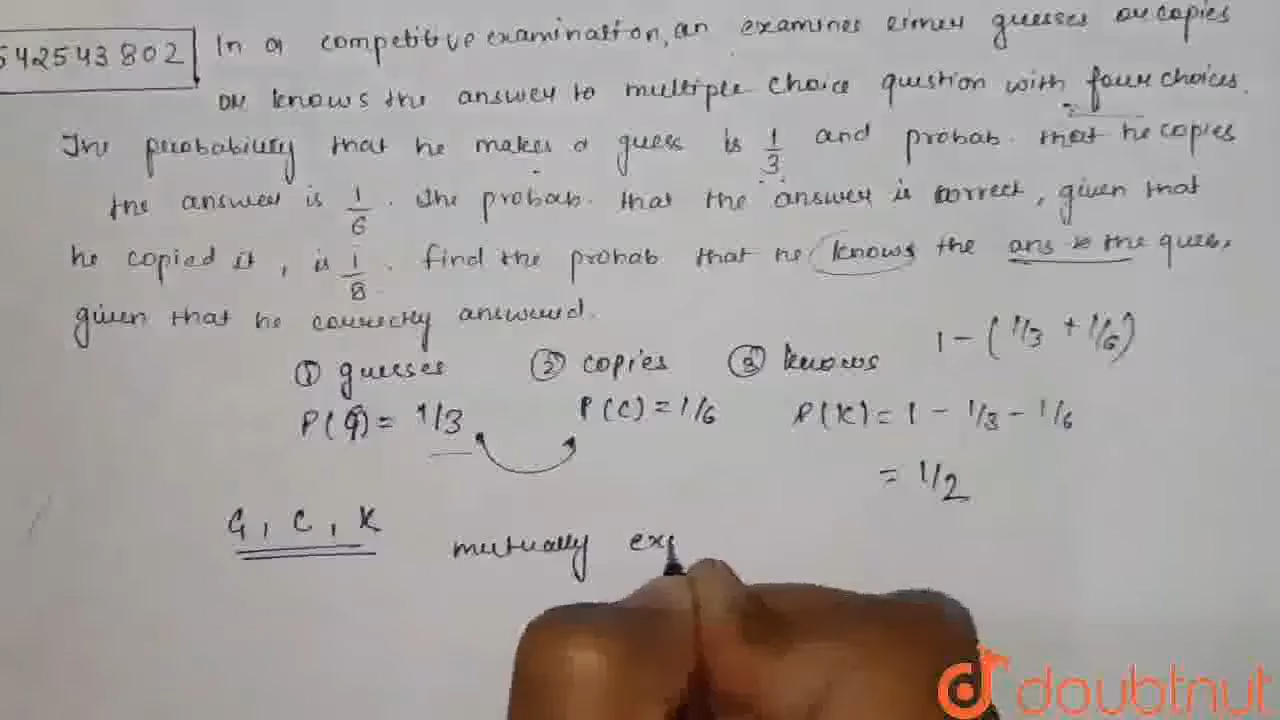 542543802
In a competitive examination, an examinee either guesses or copies
or knows the answer to multiple choice question with four choices.
The probability that he makes a guess is 1/3 and probab. that he copies
the answer is 1/6. The probab. that the answer is correct, given that
he copied it, is 1/8. find the probab that he knows the ans to the ques,
given that he correctly answered.
1 - (1/3 + 1/6)
① guesses ② copies ③ knows
P(G) = 1/3 P(C) = 1/6 P(K) = 1 - 1/3 - 1/6
= 1/2
G, C, K mutually ex
doubtnut